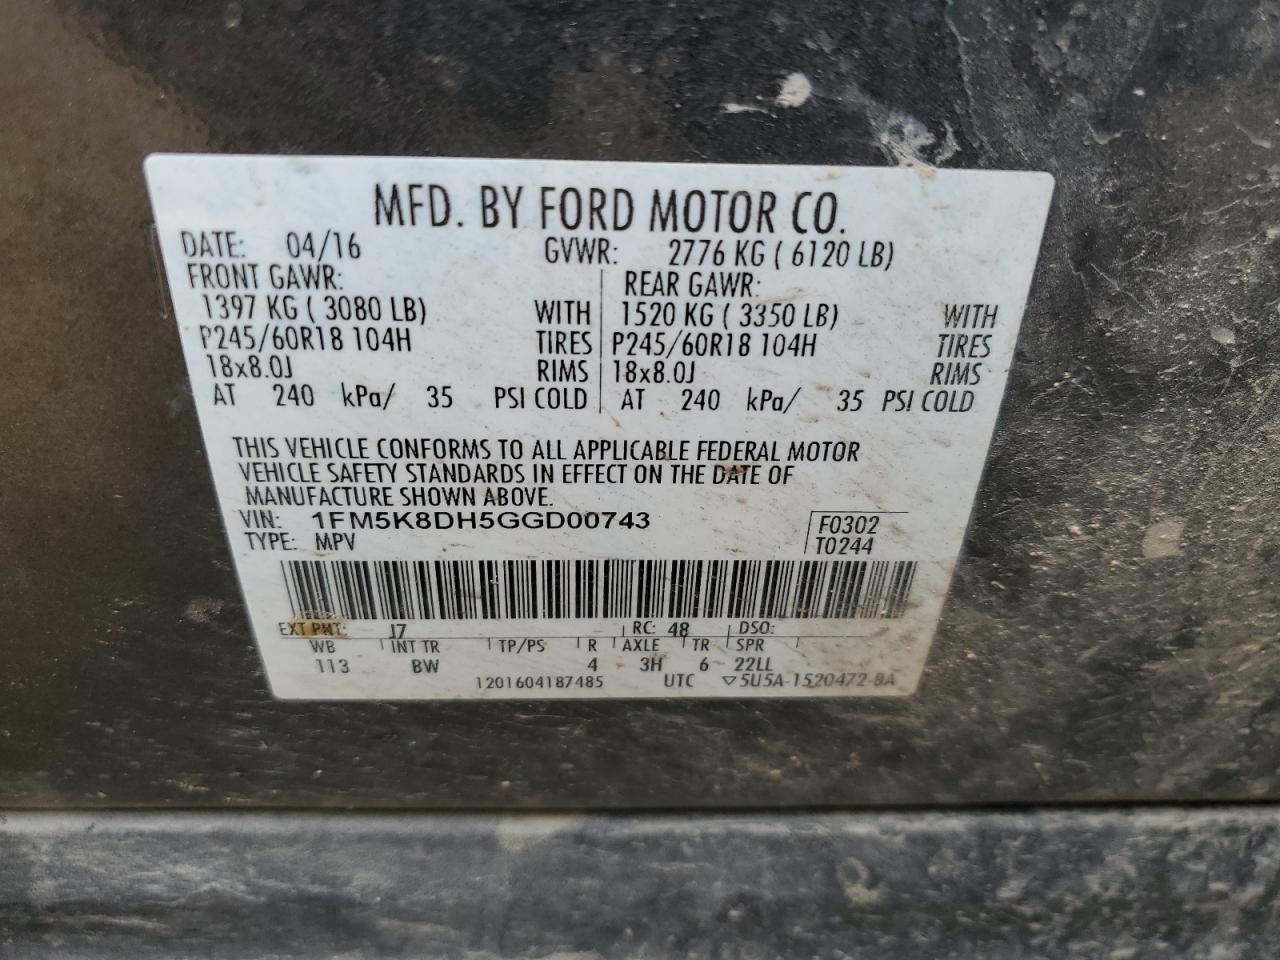 MFD. BY FORD MOTOR CO.
DATE: 04/16 GVWR: 2776 KG ( 6120 LB)
FRONT GAWR: REAR GAWR:
1397 KG ( 3080 LB) WITH 1520 KG ( 3350 LB) WITH
P245/60R18 104H TIRES P245/60R18 104H TIRES
18x8.0J RIMS 18x8.0J RIMS
AT 240 kPa/ 35 PSI COLD AT 240 kPa/ 35 PSI COLD
THIS VEHICLE CONFORMS TO ALL APPLICABLE FEDERAL MOTOR
VEHICLE SAFETY STANDARDS IN EFFECT ON THE DATE OF
MANUFACTURE SHOWN ABOVE.
VIN: 1FM5K8DH5GGD00743 F0302
TYPE: MPV T0244
EXT PNT: J7 RC: 48 DSO:
WB INT TR TP/PS R AXLE TR SPR
113 BW 4 3H 6 22LL
1201604187485 UTC ▽5U5A-1520472-BA